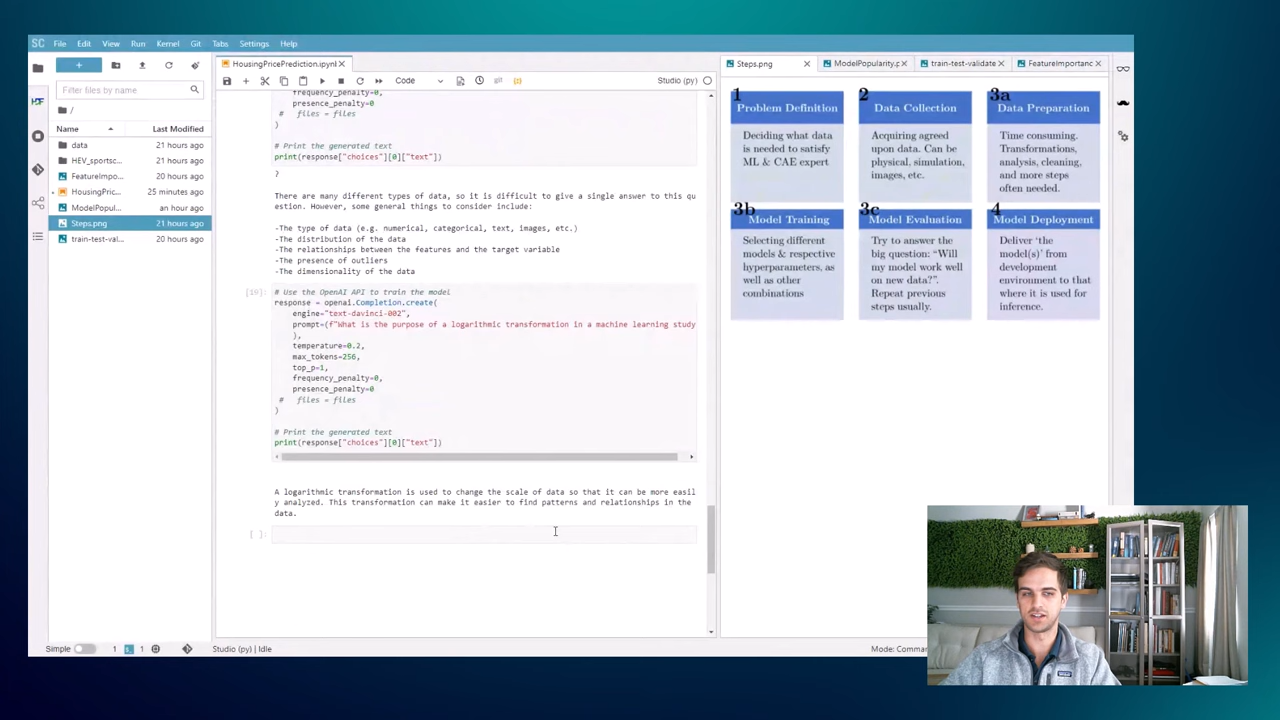 SC File Edit View Run Kernel Git Tabs Settings Help
Filter files by name
/
Name Last Modified
data 21 hours ago
HEV_sportsc... 21 hours ago
FeatureImpo... 20 hours ago
HousingPric... 25 minutes ago
ModelPopul... an hour ago
Steps.png 21 hours ago
train-test-val... 20 hours ago
HousingPricePrediction.ipynb
Code
Studio (py)
frequency_penalty=0,
presence_penalty=0
# files = files
)
# Print the generated text
print(response["choices"][0]["text"])
?
There are many different types of data, so it is difficult to give a single answer to this qu
estion. However, some general things to consider include:
-The type of data (e.g. numerical, categorical, text, images, etc.)
-The distribution of the data
-The relationships between the features and the target variable
-The presence of outliers
-The dimensionality of the data
# Use the OpenAI API to train the model
response = openai.Completion.create(
engine="text-davinci-002",
prompt=(f"What is the purpose of a logarithmic transformation in a machine learning study
),
temperature=0.2,
max_tokens=256,
top_p=1,
frequency_penalty=0,
presence_penalty=0
# files = files
)
# Print the generated text
print(response["choices"][0]["text"])
A logarithmic transformation is used to change the scale of data so that it can be more easil
y analyzed. This transformation can make it easier to find patterns and relationships in the
data.
[ ]:
Steps.png
ModelPopularity.p
train-test-validate
FeatureImportanc
1
Problem Definition
Deciding what data
is needed to satisfy
ML & CAE expert
2
Data Collection
Acquiring agreed
upon data. Can be
physical, simulation,
images, etc.
3a
Data Preparation
Time consuming.
Transformations,
analysis, cleaning,
and more steps
often needed.
3b
Model Training
Selecting different
models & respective
hyperparameters, as
well as other
combinations
3c
Model Evaluation
Try to answer the
big question: "Will
my model work well
on new data?".
Repeat previous
steps usually.
4
Model Deployment
Deliver 'the
model(s)' from
development
environment to that
where it is used for
inference.
Simple 1 1 Studio (py) | Idle Mode: Comman